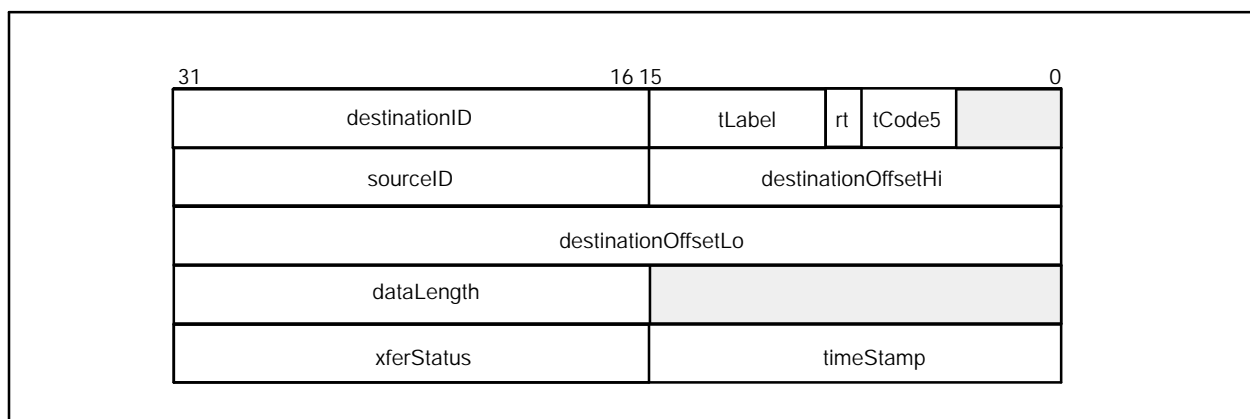 31 16 15 0
destinationID tLabel rt tCode5
sourceID destinationOffsetHi
destinationOffsetLo
dataLength
xferStatus timeStamp